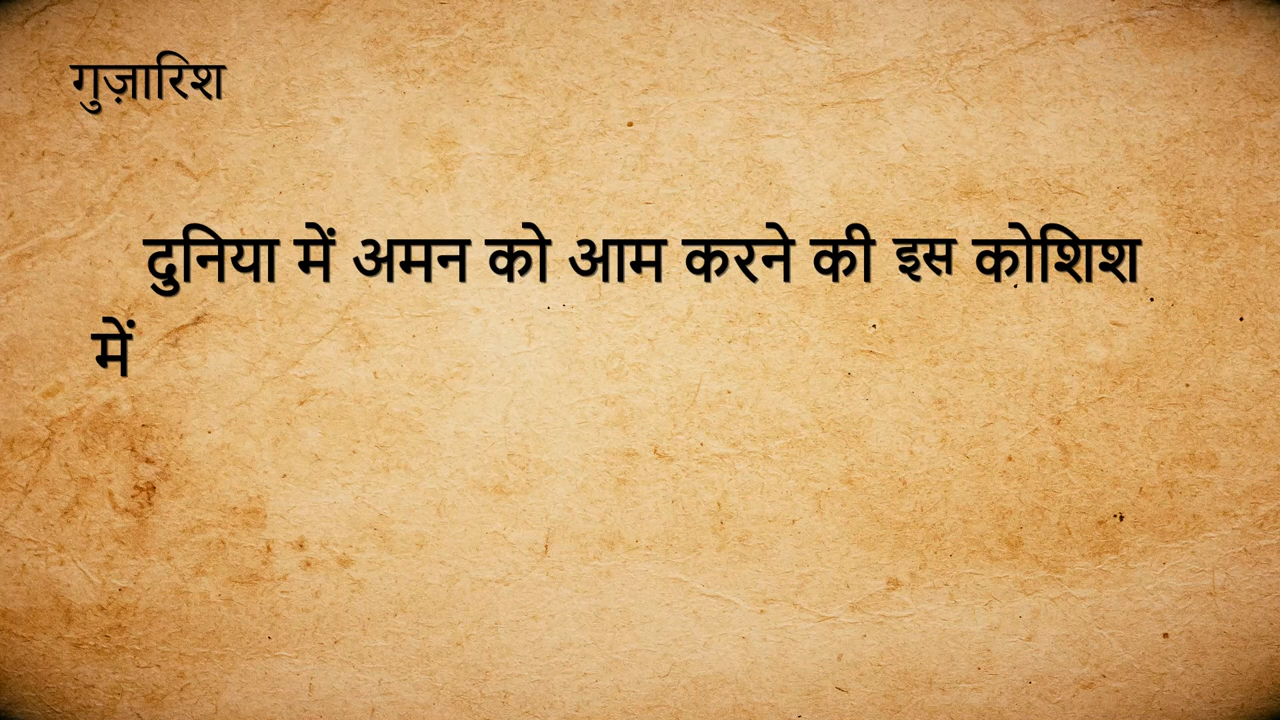 गुज़ारिश
दुनिया में अमन को आम करने की इस कोशिश
में